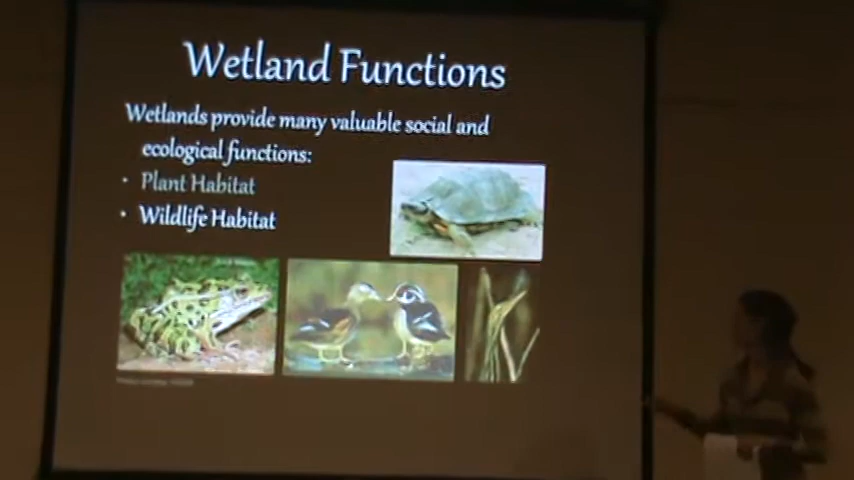 Wetland Functions
Wetlands provide many valuable social and
ecological functions:
• Plant Habitat
• Wildlife Habitat